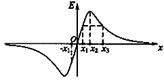 E
O
-x₁ x₁ x₂ x₃ x